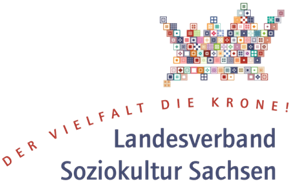 DER VIELFALT DIE KRONE!
Landesverband
Soziokultur Sachsen